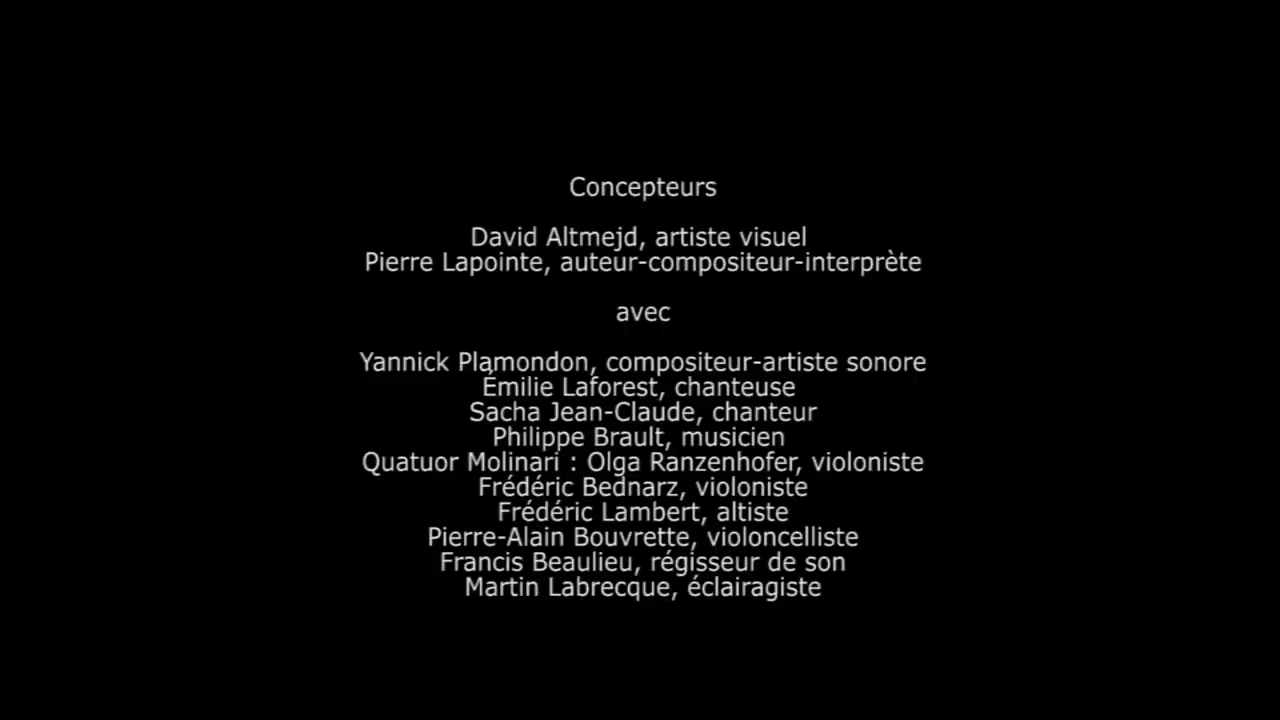 Concepteurs
David Altmejd, artiste visuel
Pierre Lapointe, auteur-compositeur-interprète
avec
Yannick Plamondon, compositeur-artiste sonore
Émilie Laforest, chanteuse
Sacha Jean-Claude, chanteur
Philippe Brault, musicien
Quatuor Molinari : Olga Ranzenhofer, violoniste
Frédéric Bednarz, violoniste
Frédéric Lambert, altiste
Pierre-Alain Bouvrette, violoncelliste
Francis Beaulieu, régisseur de son
Martin Labrecque, éclairagiste